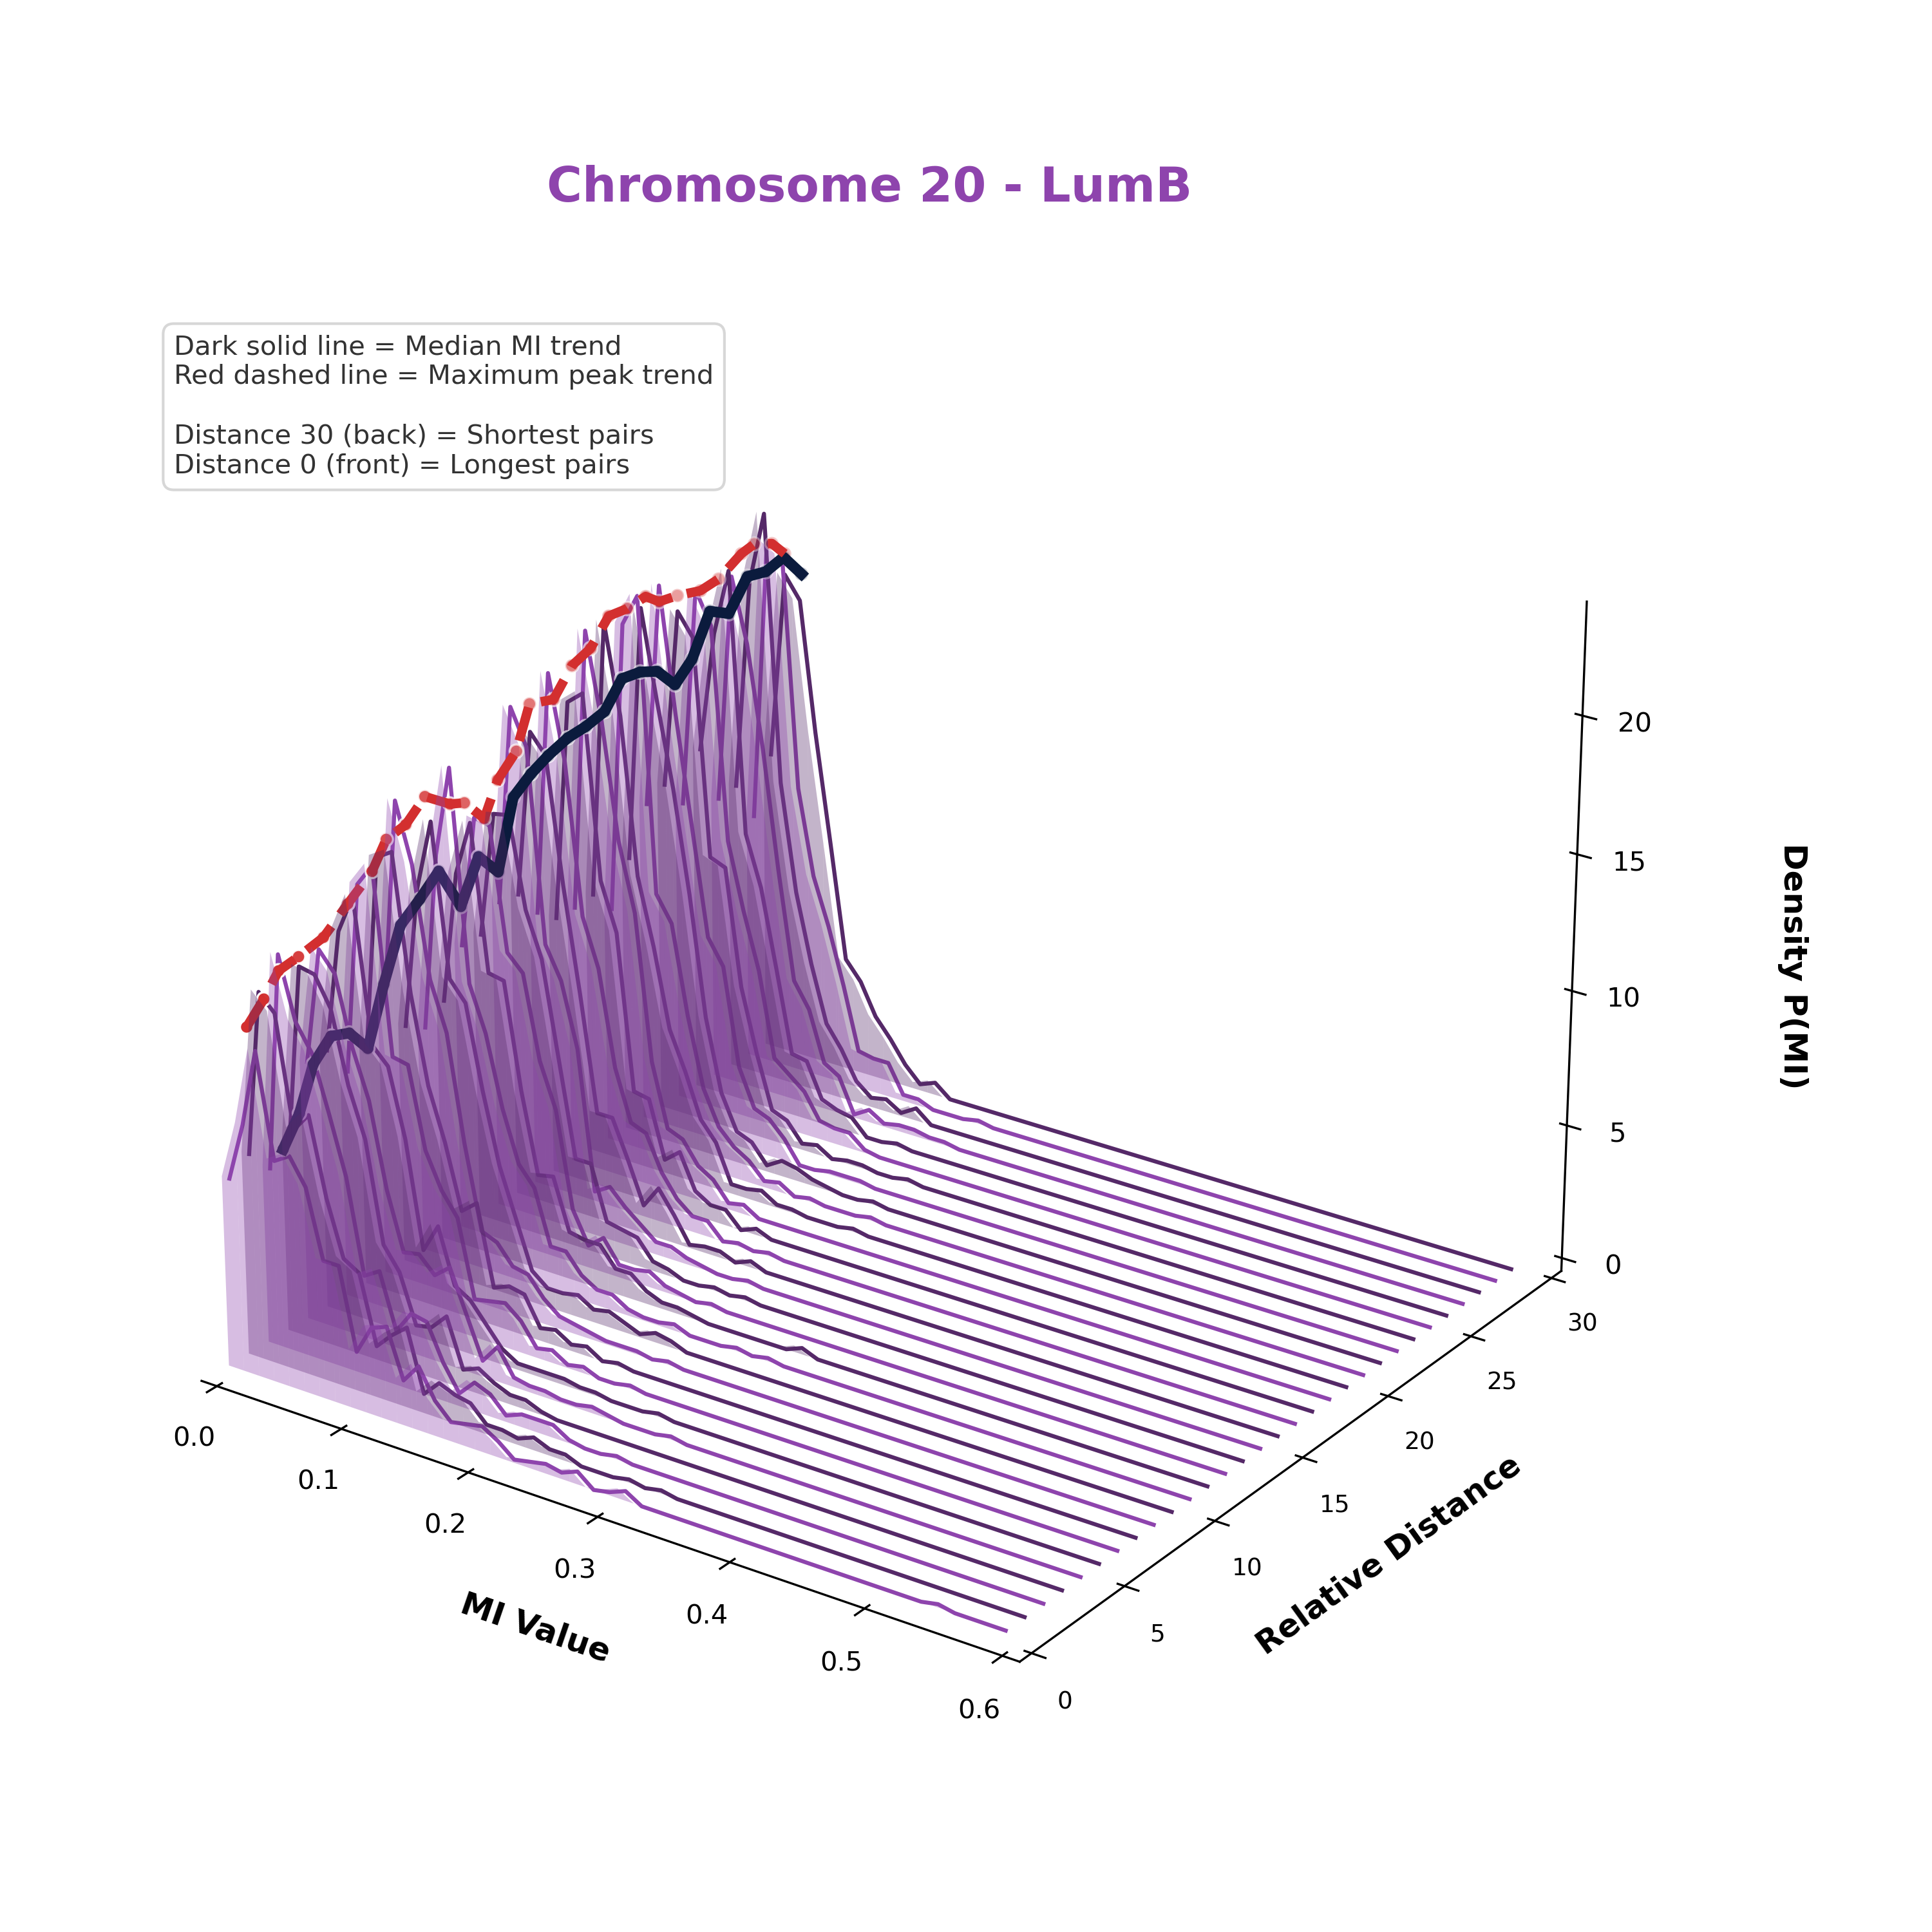 Chromosome 20 - LumB
Dark solid line = Median MI trend
Red dashed line = Maximum peak trend
Distance 30 (back) = Shortest pairs
Distance 0 (front) = Longest pairs
20
15
10
5
0
Density P(MI)
30
25
20
15
10
5
0
Relative Distance
0.0
0.1
0.2
0.3
0.4
0.5
0.6
MI Value